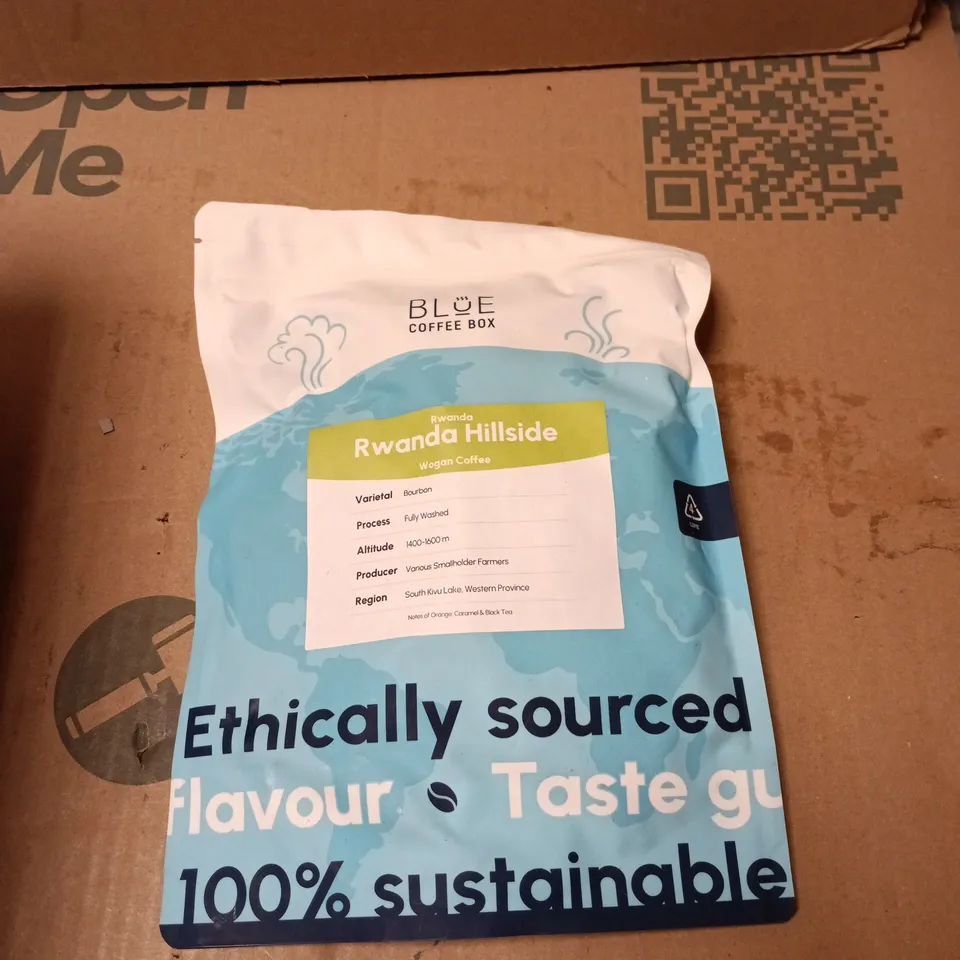 Open
Me
BLUE
COFFEE BOX
Rwanda
Rwanda Hillside
Wogan Coffee
Varietal Bourbon
Process Fully Washed
Altitude 1400-1600 m
Producer Various Smallholder Farmers
Region South Kivu Lake, Western Province
Notes of Orange, Caramel & Black Tea
4
LDPE
Ethically sourced
flavour Taste gu
100% sustainable